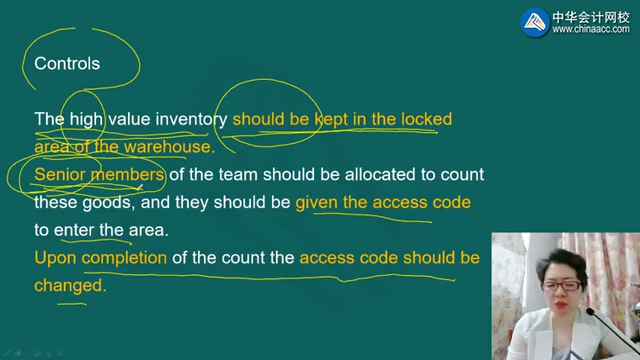 中华会计网校
www.chinaacc.com
Controls
The high value inventory should be kept in the locked
area of the warehouse.
Senior members of the team should be allocated to count
these goods, and they should be given the access code
to enter the area.
Upon completion of the count the access code should be
changed.